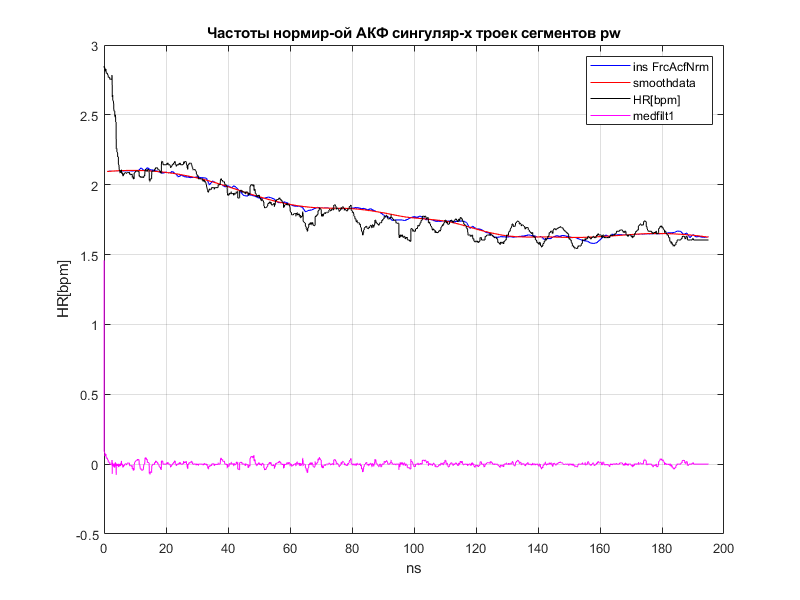 Частоты нормир-ой АКФ сингуляр-х троек сегментов pw
3
2.5
2
1.5
1
0.5
0
-0.5
HR[bpm]
ins FrcAcfNrm
smoothdata
HR[bpm]
medfilt1
0 20 40 60 80 100 120 140 160 180 200
ns